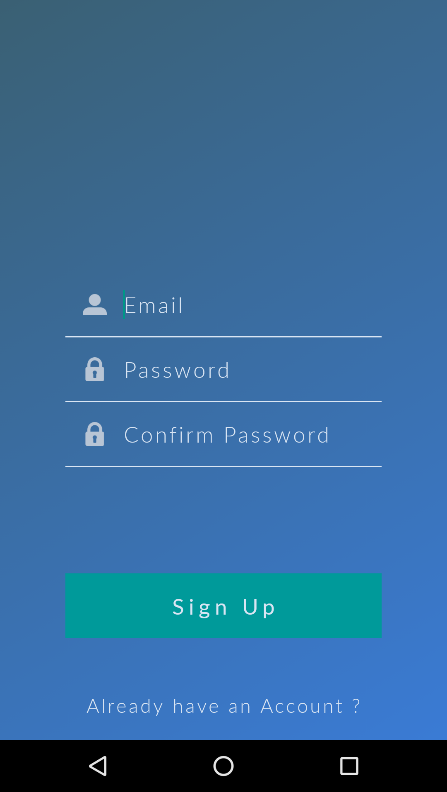 Email
Password
Confirm Password
Sign Up
Already have an Account ?